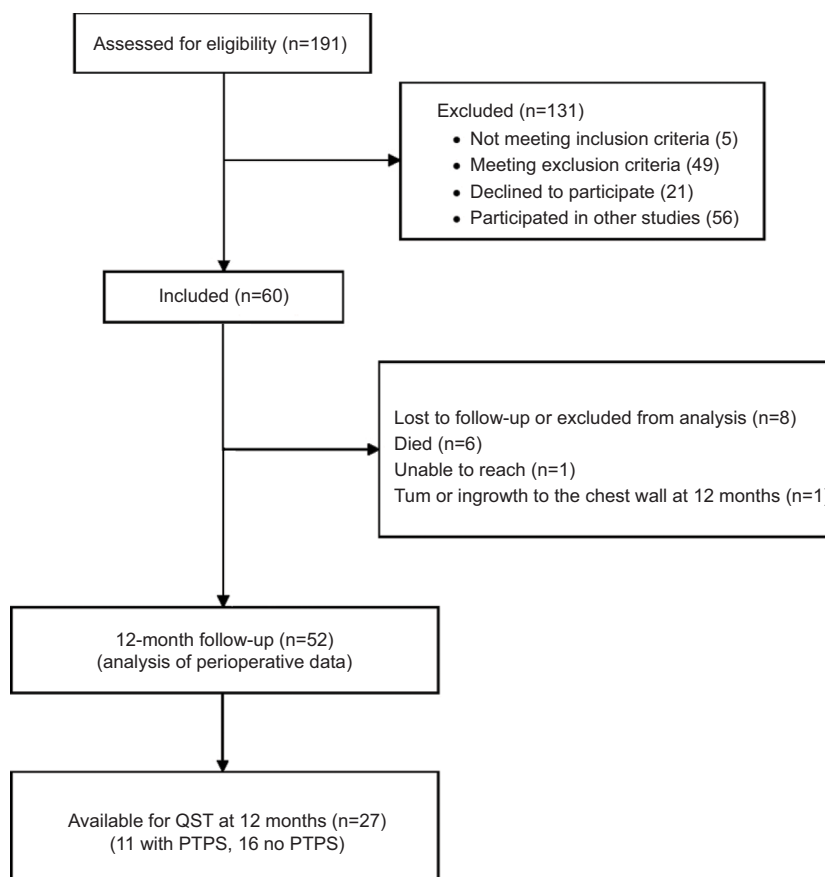 Assessed for eligibility (n=191)
Excluded (n=131)
• Not meeting inclusion criteria (5)
• Meeting exclusion criteria (49)
• Declined to participate (21)
• Participated in other studies (56)
Included (n=60)
Lost to follow-up or excluded from analysis (n=8)
Died (n=6)
Unable to reach (n=1)
Tum or ingrowth to the chest wall at 12 months (n=1)
12-month follow-up (n=52)
(analysis of perioperative data)
Available for QST at 12 months (n=27)
(11 with PTPS, 16 no PTPS)